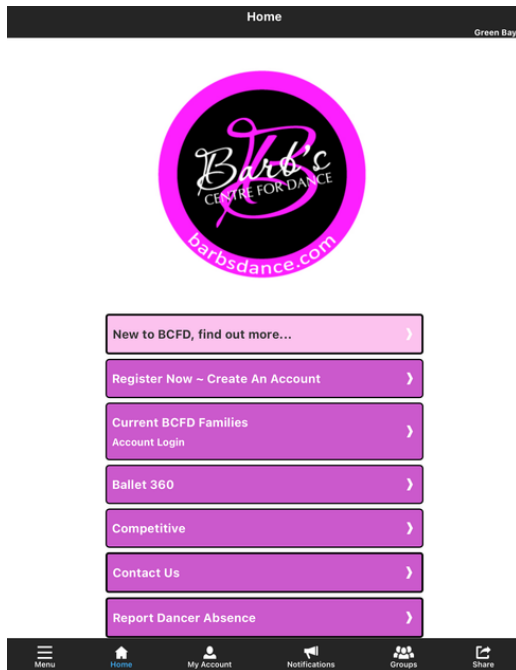 Home
Green Bay
Barb's
CENTRE FOR DANCE
barbsdance.com
New to BCFD, find out more...
Register Now ~ Create An Account
Current BCFD Families
Account Login
Ballet 360
Competitive
Contact Us
Report Dancer Absence
Menu
Home
My Account
Notifications
Groups
Share